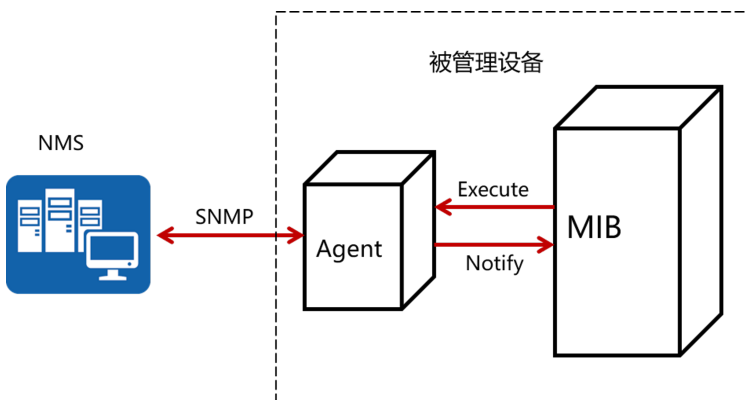 被管理设备
NMS
SNMP
Agent
Execute
Notify
MIB